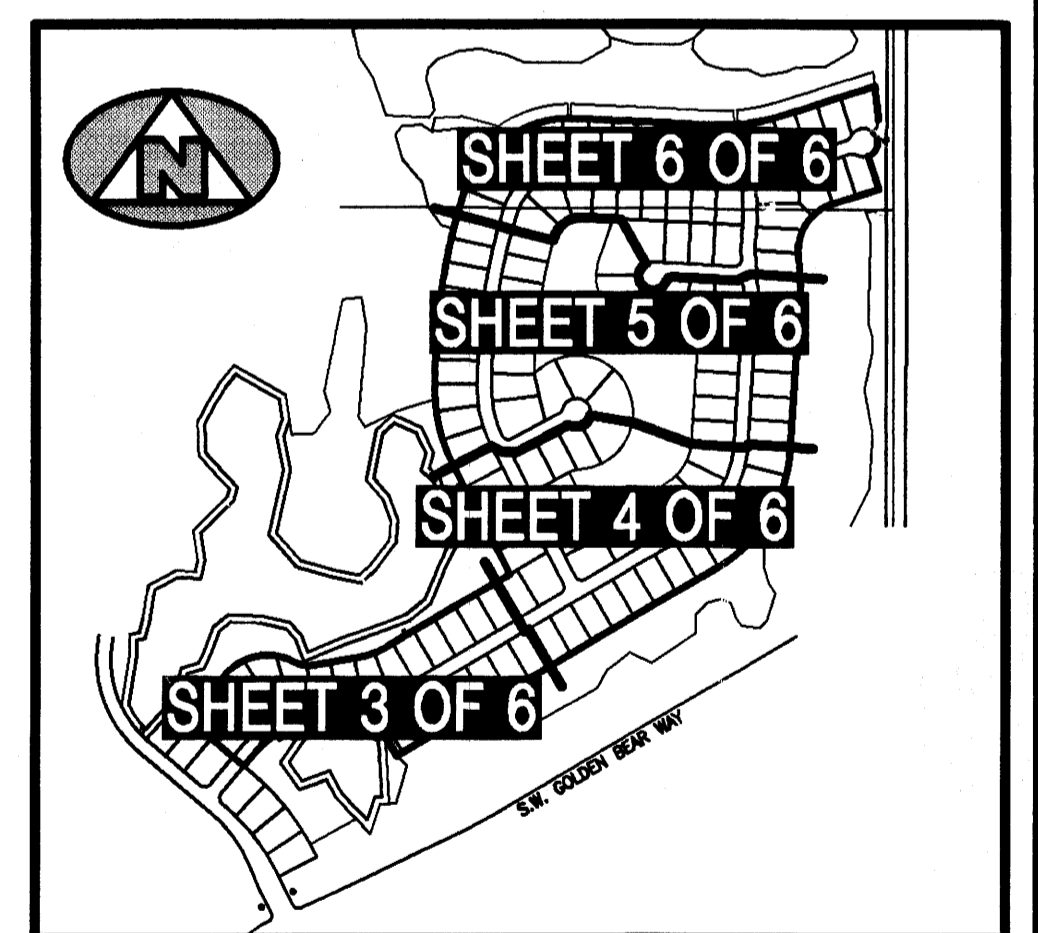 N
SHEET 6 OF 6
SHEET 5 OF 6
SHEET 4 OF 6
SHEET 3 OF 6
S.W. GOLDEN BEAR WAY